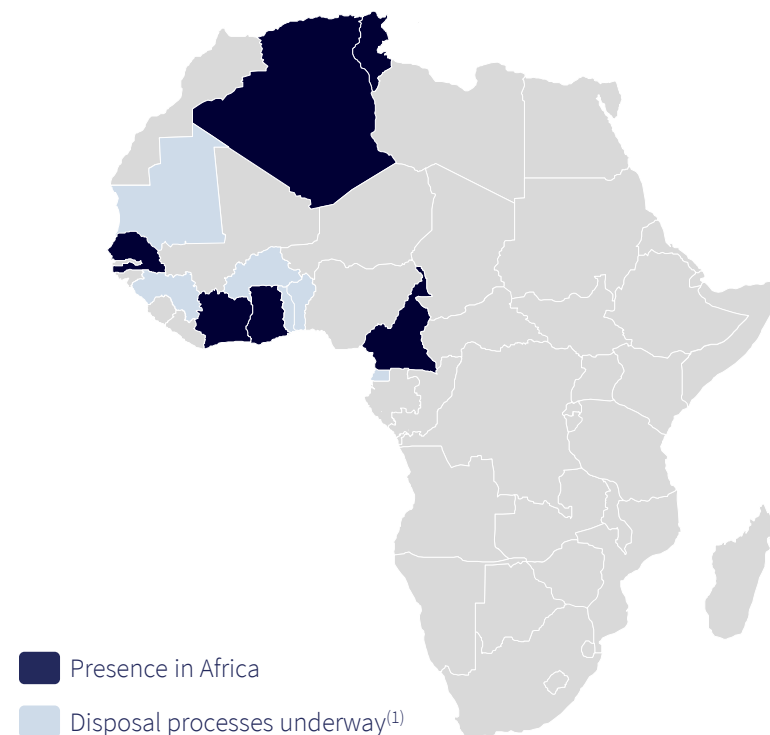 Presence in Africa
Disposal processes underway(1)